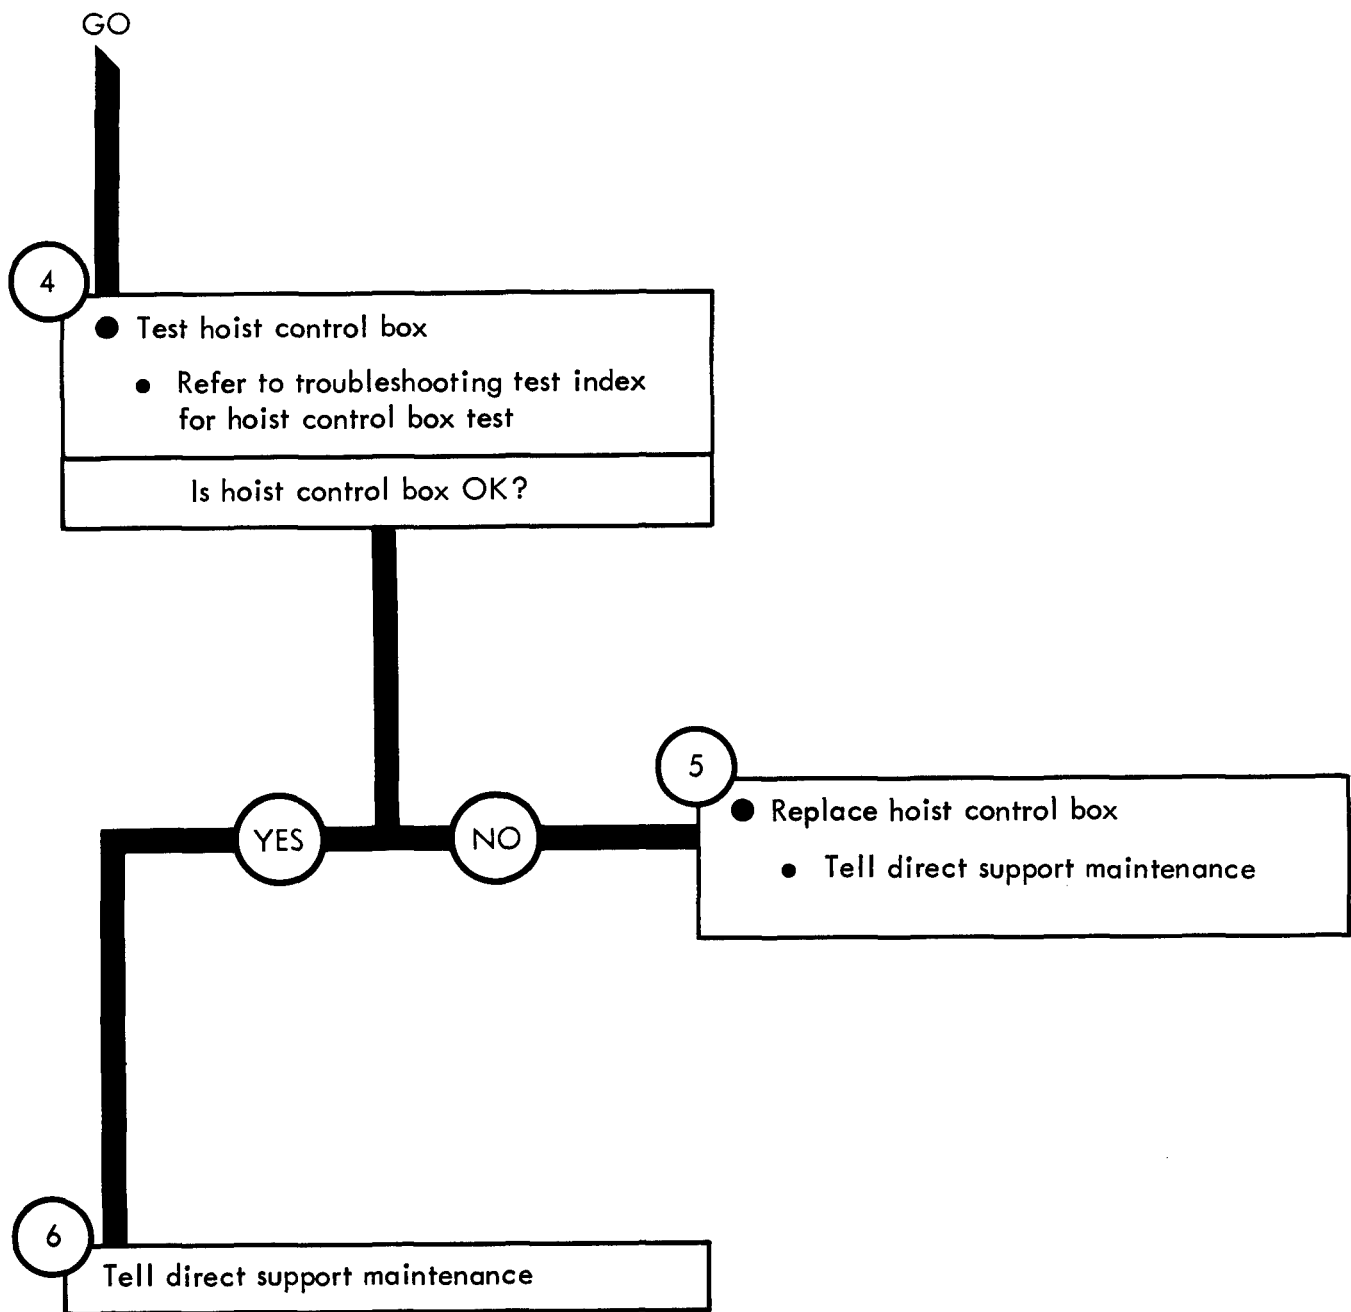 GO
4
● Test hoist control box
● Refer to troubleshooting test index
for hoist control box test
Is hoist control box OK?
YES
NO
5
● Replace hoist control box
● Tell direct support maintenance
6
Tell direct support maintenance